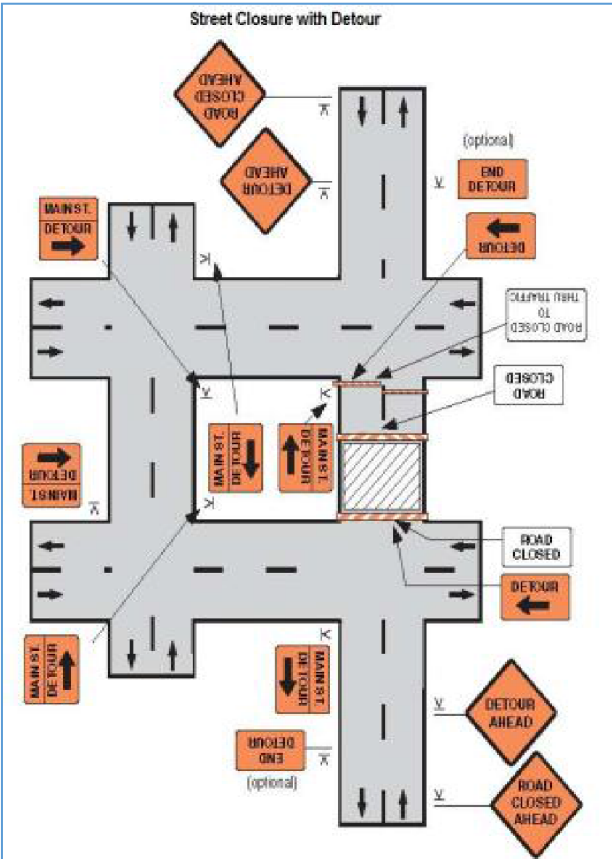 Street Closure with Detour
ROAD
CLOSED
AHEAD
DETOUR
AHEAD
(optional)
END
DETOUR
MAIN ST.
DETOUR
DETOUR
ROAD CLOSED
TO
THRU TRAFFIC
ROAD
CLOSED
MAIN ST.
DETOUR
MAIN ST.
DETOUR
MAIN ST.
DETOUR
ROAD
CLOSED
DETOUR
MAIN ST.
DETOUR
MAIN ST.
DETOUR
DETOUR
AHEAD
END
DETOUR
(optional)
ROAD
CLOSED
AHEAD